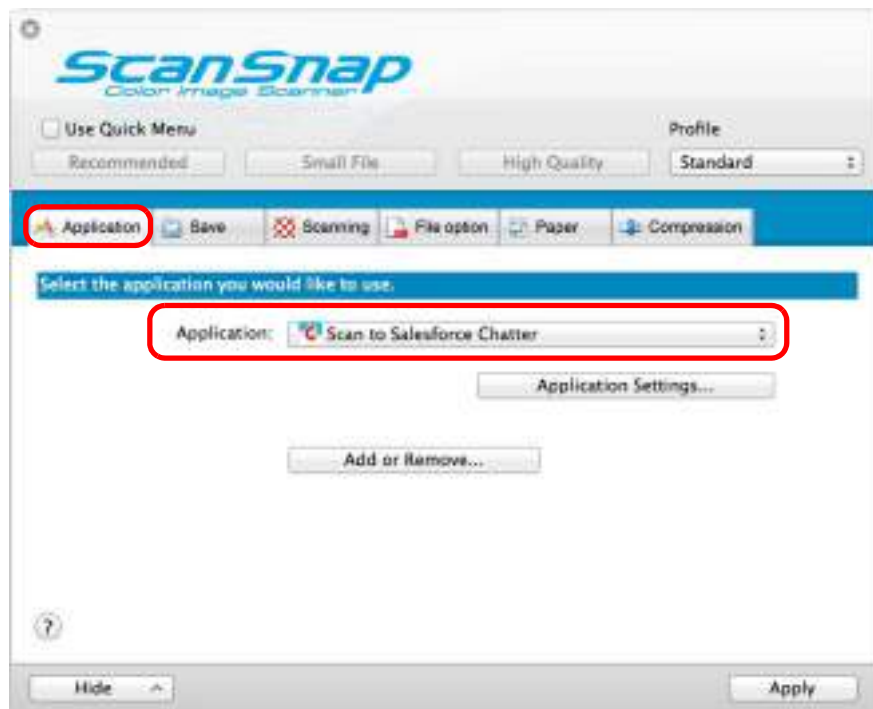 ScanSnap
Color Image Scanner
Use Quick Menu
Profile
Recommended Small File High Quality Standard
Application Save Scanning File option Paper Compression
Select the application you would like to use.
Application: Scan to Salesforce Chatter
Application Settings...
Add or Remove...
?
Hide Apply